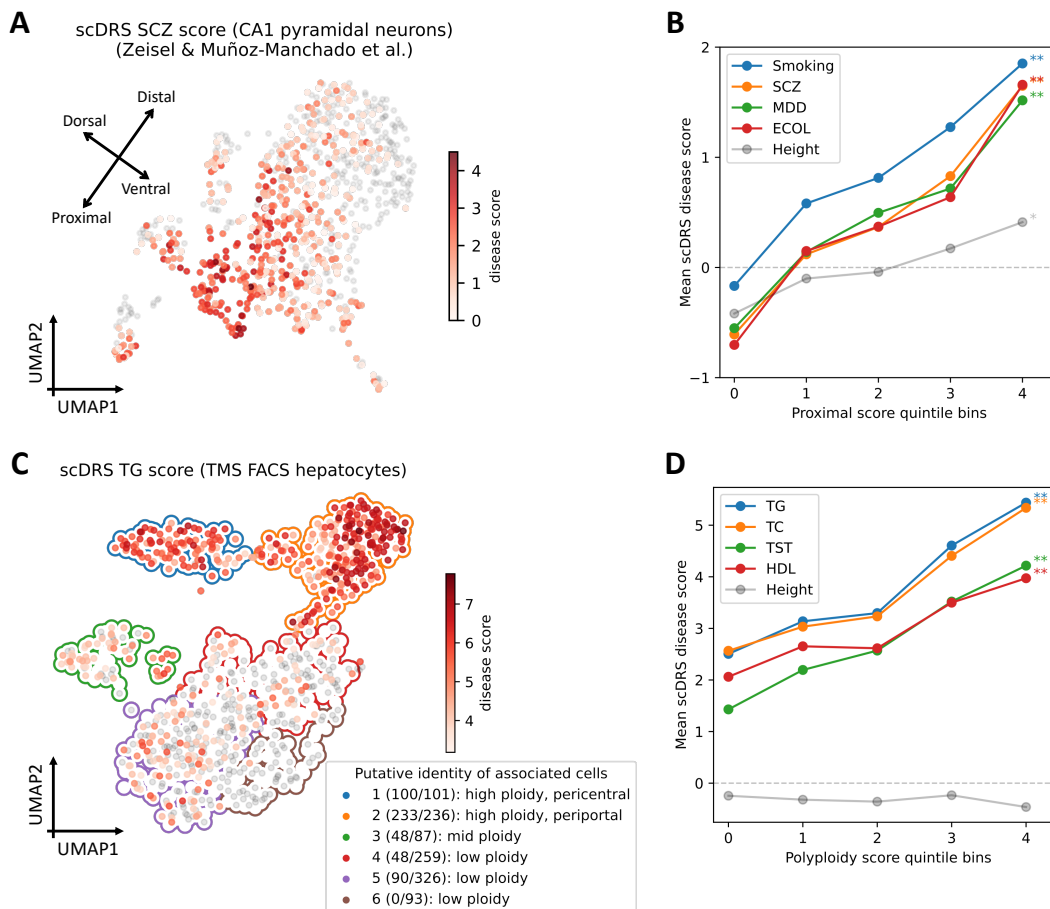 A
scDRS SCZ score (CA1 pyramidal neurons)
(Zeisel & Muñoz-Manchado et al.)
Distal
Dorsal
Ventral
Proximal
4
3
2
1
0
disease score
UMAP2
UMAP1
B
2
1
0
−1
Mean scDRS disease score
Smoking
SCZ
MDD
ECOL
Height
**
**
**
*
0 1 2 3 4
Proximal score quintile bins
C
scDRS TG score (TMS FACS hepatocytes)
7
6
5
4
disease score
UMAP2
UMAP1
Putative identity of associated cells
1 (100/101): high ploidy, pericentral
2 (233/236): high ploidy, periportal
3 (48/87): mid ploidy
4 (48/259): low ploidy
5 (90/326): low ploidy
6 (0/93): low ploidy
D
5
4
3
2
1
0
Mean scDRS disease score
TG
TC
TST
HDL
Height
**
**
**
**
0 1 2 3 4
Polyploidy score quintile bins